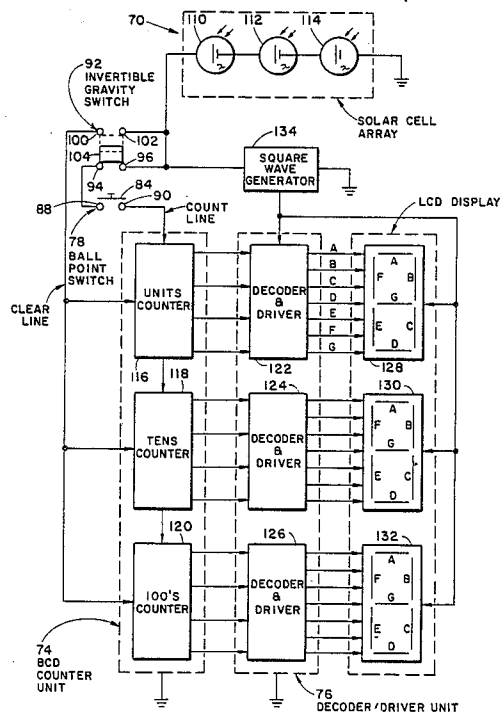 110
112
114
70
92
INVERTIBLE
GRAVITY
SWITCH
SOLAR CELL
ARRAY
100
102
134
104
94
96
SQUARE
WAVE
GENERATOR
84
88
90
COUNT
LINE
LCD DISPLAY
78
BALL
POINT
SWITCH
CLEAR
LINE
UNITS
COUNTER
DECODER
&
DRIVER
A
B
C
D
E
F
G
A
F B
G
E C
D
116
118
122
124
128
130
TENS
COUNTER
DECODER
&
DRIVER
A
F B
G
E C
D
120
126
132
100'S
COUNTER
DECODER
&
DRIVER
A
F B
G
E C
D
74
BCD
COUNTER
UNIT
76
DECODER/DRIVER UNIT